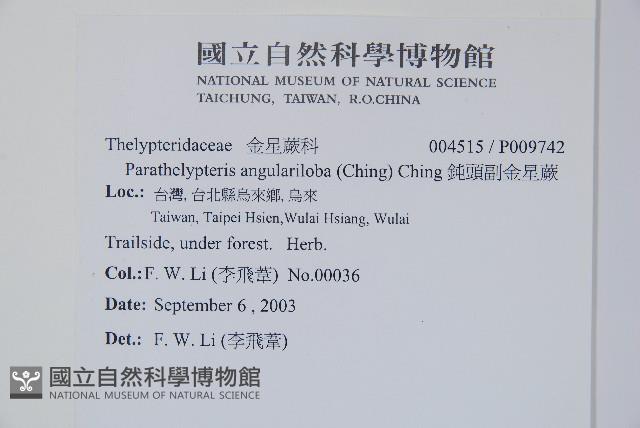 國立自然科學博物館
NATIONAL MUSEUM OF NATURAL SCIENCE
TAICHUNG, TAIWAN, R.O.CHINA
Thelypteridaceae 金星蕨科 004515 / P009742
Parathelypteris angulariloba (Ching) Ching 鈍頭副金星蕨
Loc.: 台灣, 台北縣烏來鄉, 烏來
Taiwan, Taipei Hsien,Wulai Hsiang, Wulai
Trailside, under forest. Herb.
Col.: F. W. Li (李飛葦) No.00036
Date: September 6 , 2003
Det.: F. W. Li (李飛葦)
國立自然科學博物館
NATIONAL MUSEUM OF NATURAL SCIENCE